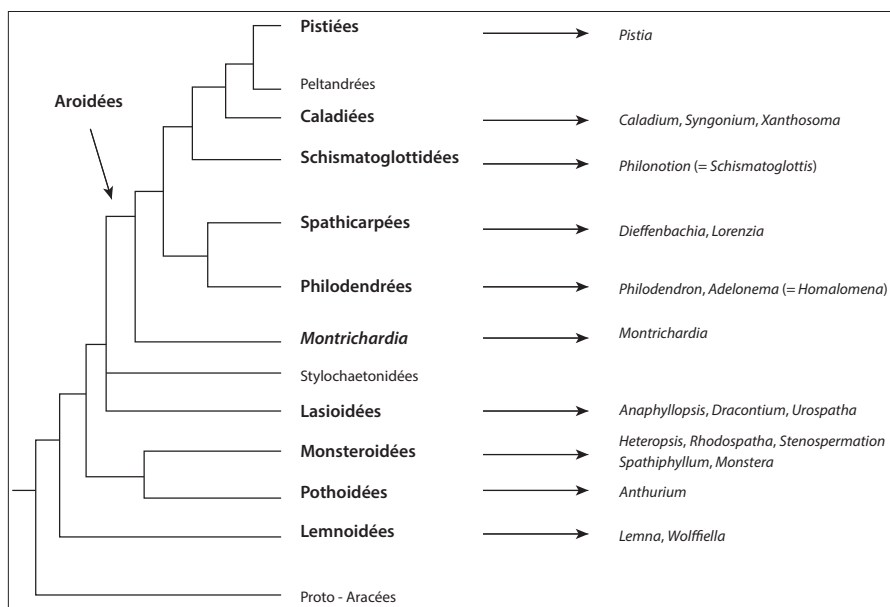 Pistiées
Pistia
Peltandrées
Aroidées
Caladiées
Caladium, Syngonium, Xanthosoma
Schismatoglottidées
Philonotion (= Schismatoglottis)
Spathicarpées
Dieffenbachia, Lorenzia
Philodendrées
Philodendron, Adelonema (= Homalomena)
Montrichardia
Montrichardia
Stylochaetonidées
Lasioidées
Anaphyllopsis, Dracontium, Urospatha
Monsteroidées
Heteropsis, Rhodospatha, Stenospermation
Spathiphyllum, Monstera
Pothoidées
Anthurium
Lemnoidées
Lemna, Wolffiella
Proto - Aracées